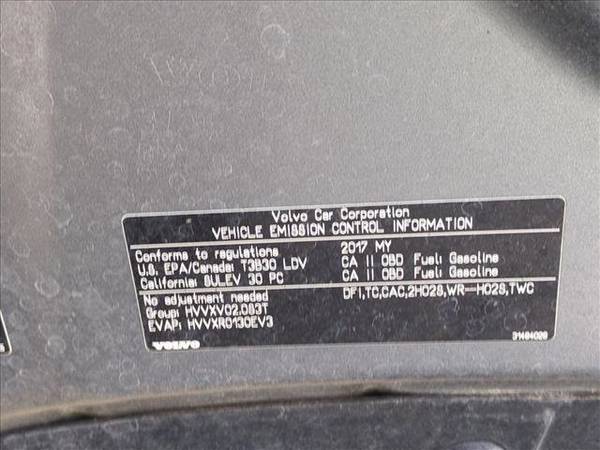 Volvo Car Corporation
VEHICLE EMISSION CONTROL INFORMATION
Conforms to regulations 2017 MY
U.S. EPA/Canada: T3B30 LDV CA II OBD Fuel: Gasoline
California: SULEV 30 PC CA II OBD Fuel: Gasoline
No adjustment needed DFI,TC,CAC,2HO2S,WR-HO2S,TWC
Group: HVVXV02.083T
EVAP: HVVXR0130EV3
VOLVO 31484028